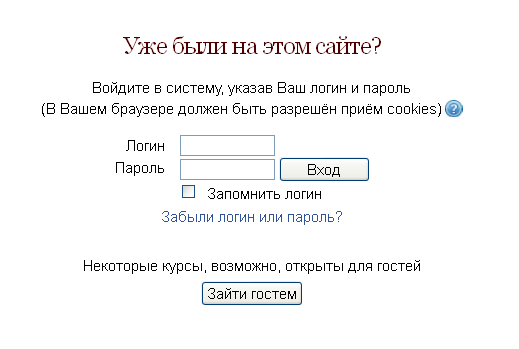 Уже были на этом сайте?
Войдите в систему, указав Ваш логин и пароль
(В Вашем браузере должен быть разрешён приём cookies) ?
Логин
Пароль Вход
Запомнить логин
Забыли логин или пароль?
Некоторые курсы, возможно, открыты для гостей
Зайти гостем